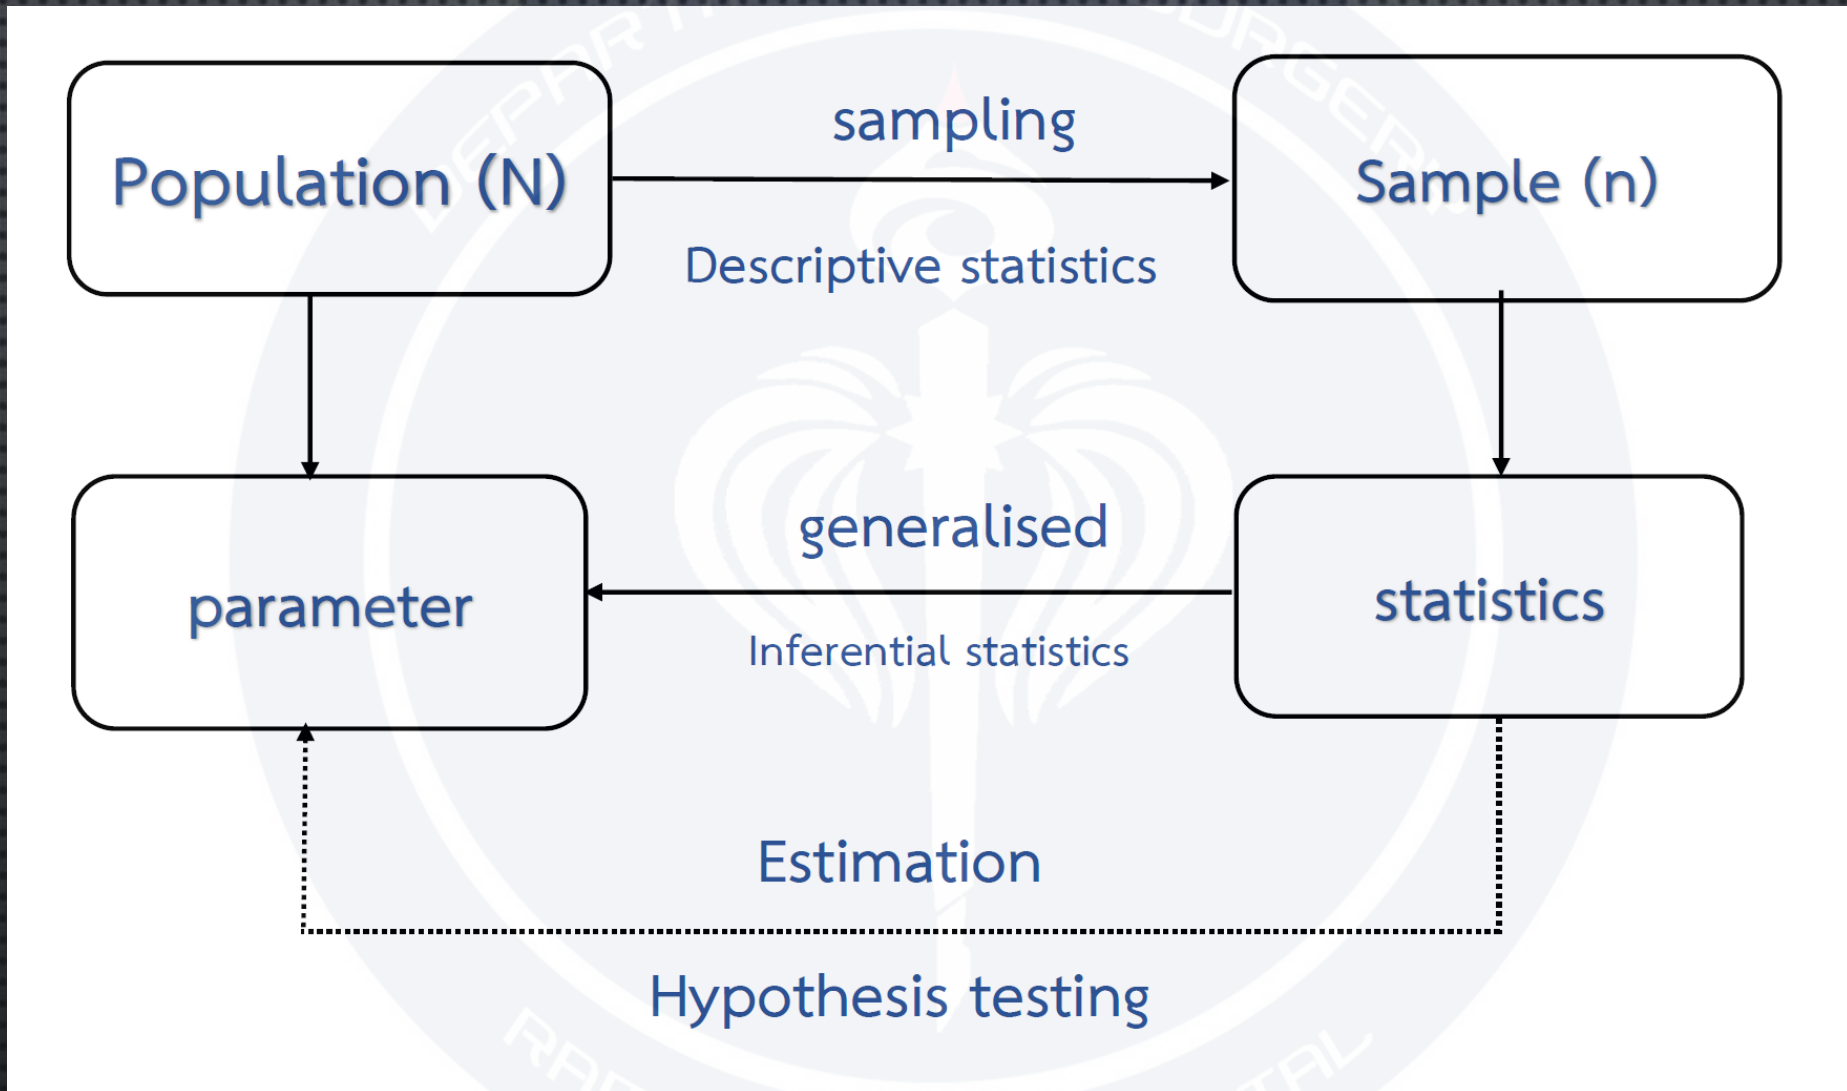 Population (N)
sampling
Sample (n)
Descriptive statistics
parameter
generalised
statistics
Inferential statistics
Estimation
Hypothesis testing